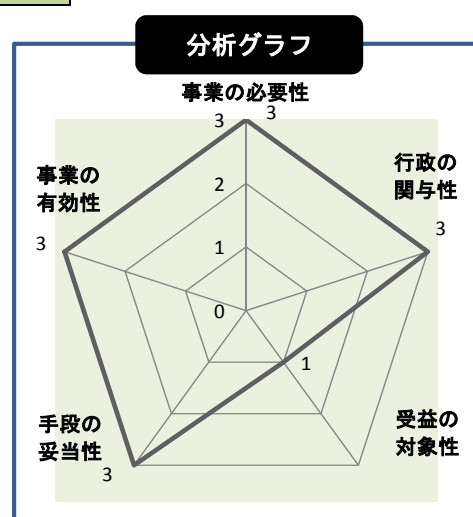 分析グラフ
事業の必要性
3
3
2
1
0
行政の
関与性
3
事業の
有効性
3
1
受益の
対象性
手段の
妥当性
3